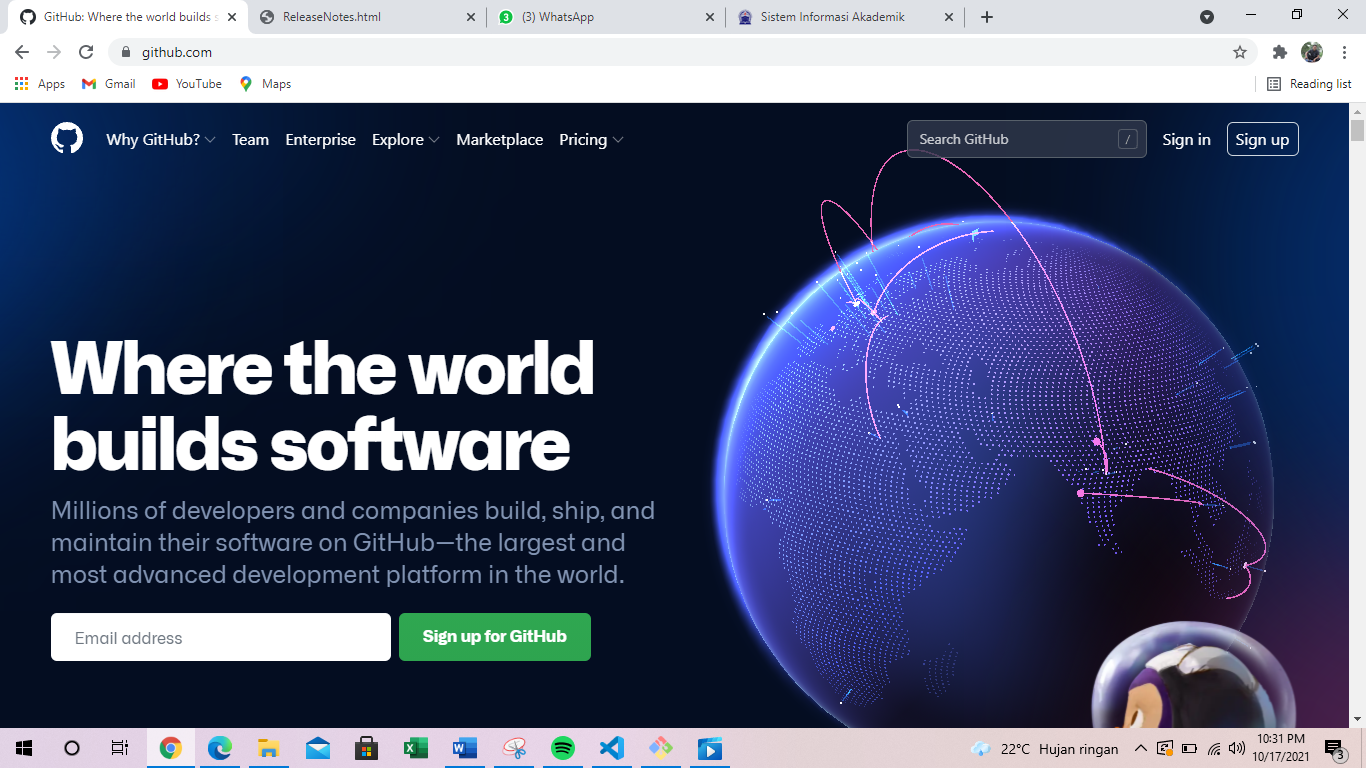 GitHub: Where the world builds s
ReleaseNotes.html
(3) WhatsApp
Sistem Informasi Akademik
github.com
Apps
Gmail
YouTube
Maps
Reading list
Why GitHub?
Team
Enterprise
Explore
Marketplace
Pricing
Search GitHub
/
Sign in
Sign up
Where the world
builds software
Millions of developers and companies build, ship, and
maintain their software on GitHub—the largest and
most advanced development platform in the world.
Email address
Sign up for GitHub
22°C Hujan ringan
10:31 PM
10/17/2021
3